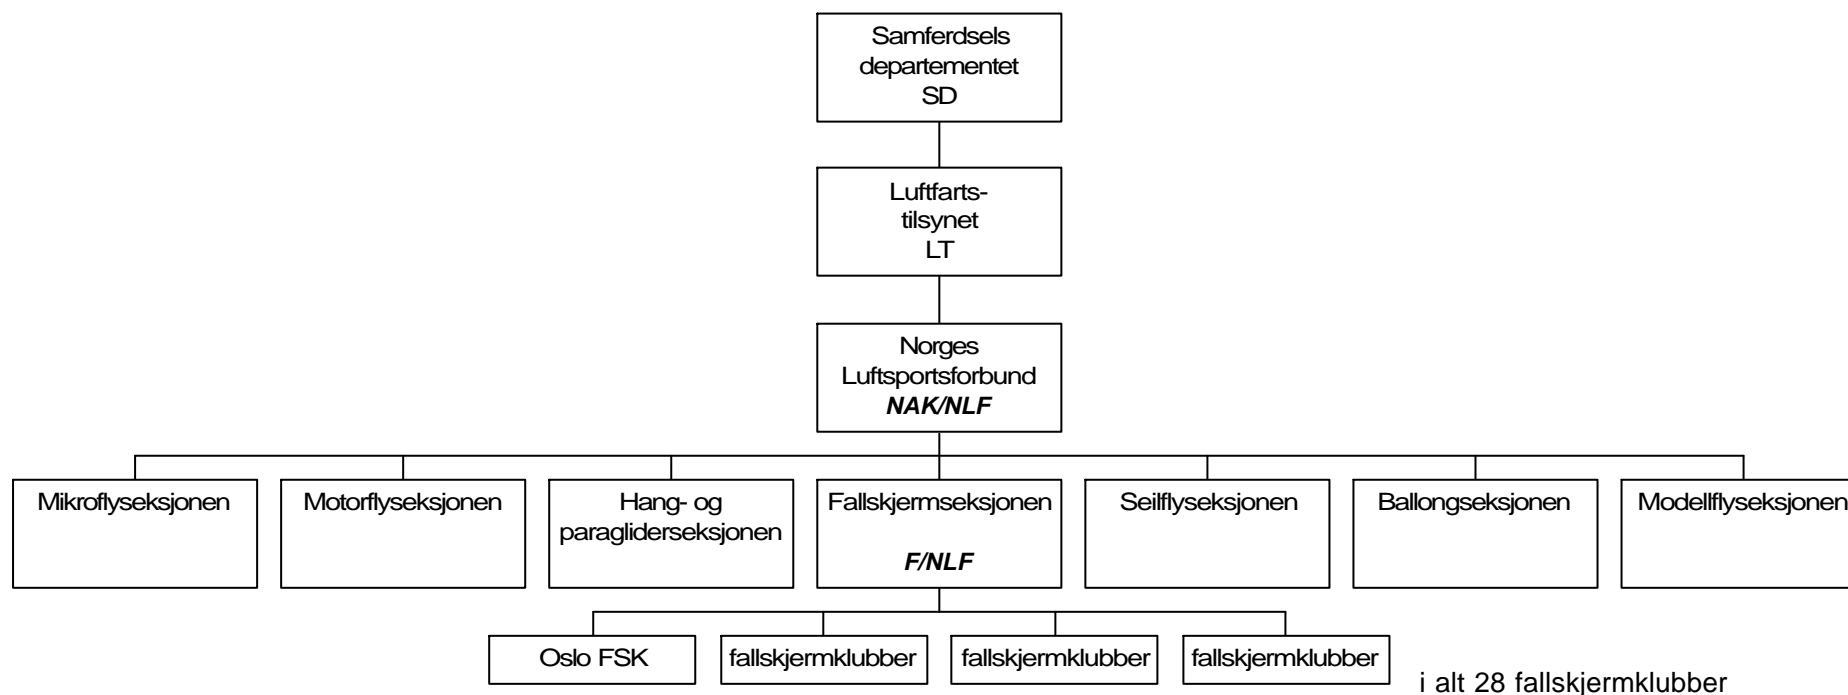 Samferdsels
departementet
SD
Luftfarts-
tilsynet
LT
Norges
Luftsportsforbund
NAK/NLF
Mikroflyseksjonen
Motorflyseksjonen
Hang- og
paragliderseksjonen
Fallskjermseksjonen
F/NLF
Seilflyseksjonen
Ballongseksjonen
Modellflyseksjonen
Oslo FSK
fallskjermklubber
fallskjermklubber
fallskjermklubber
i alt 28 fallskjermklubber